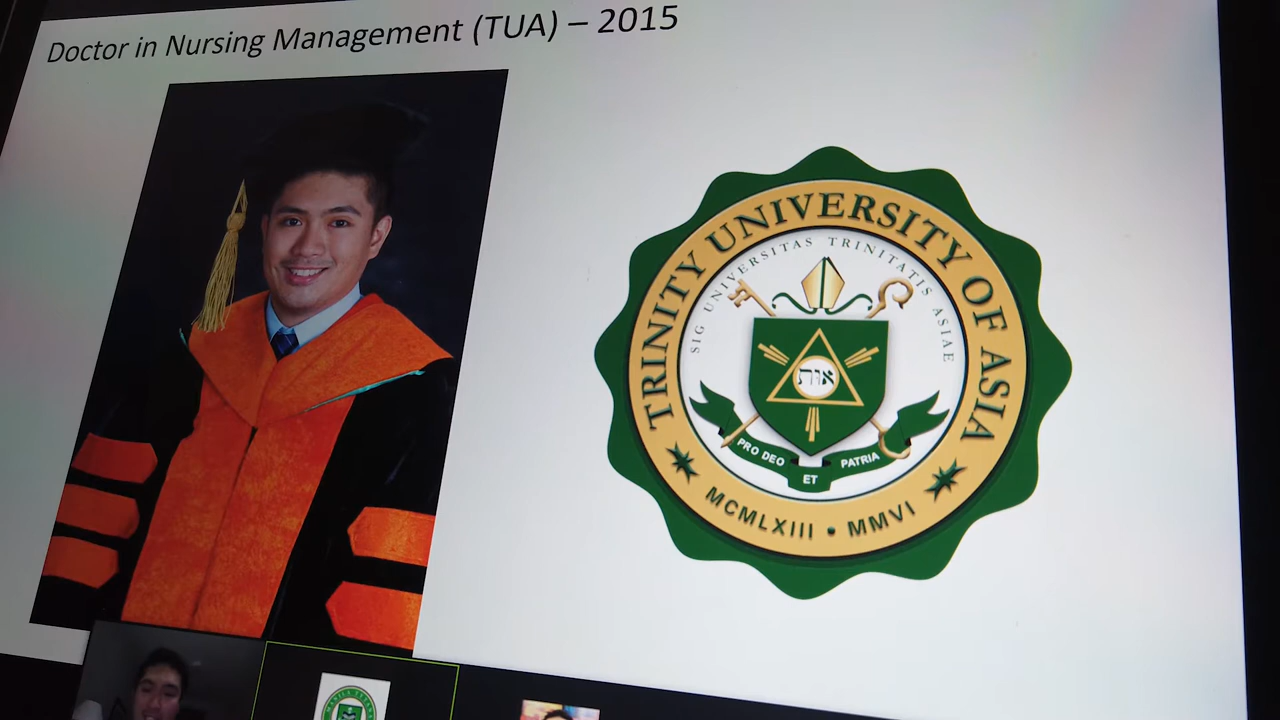 Doctor in Nursing Management (TUA) – 2015
TRINITY UNIVERSITY OF ASIA
SIG UNIVERSITAS TRINITATIS ASIAE
אות
PRO DEO ET PATRIA
MCMLXIII • MMVI